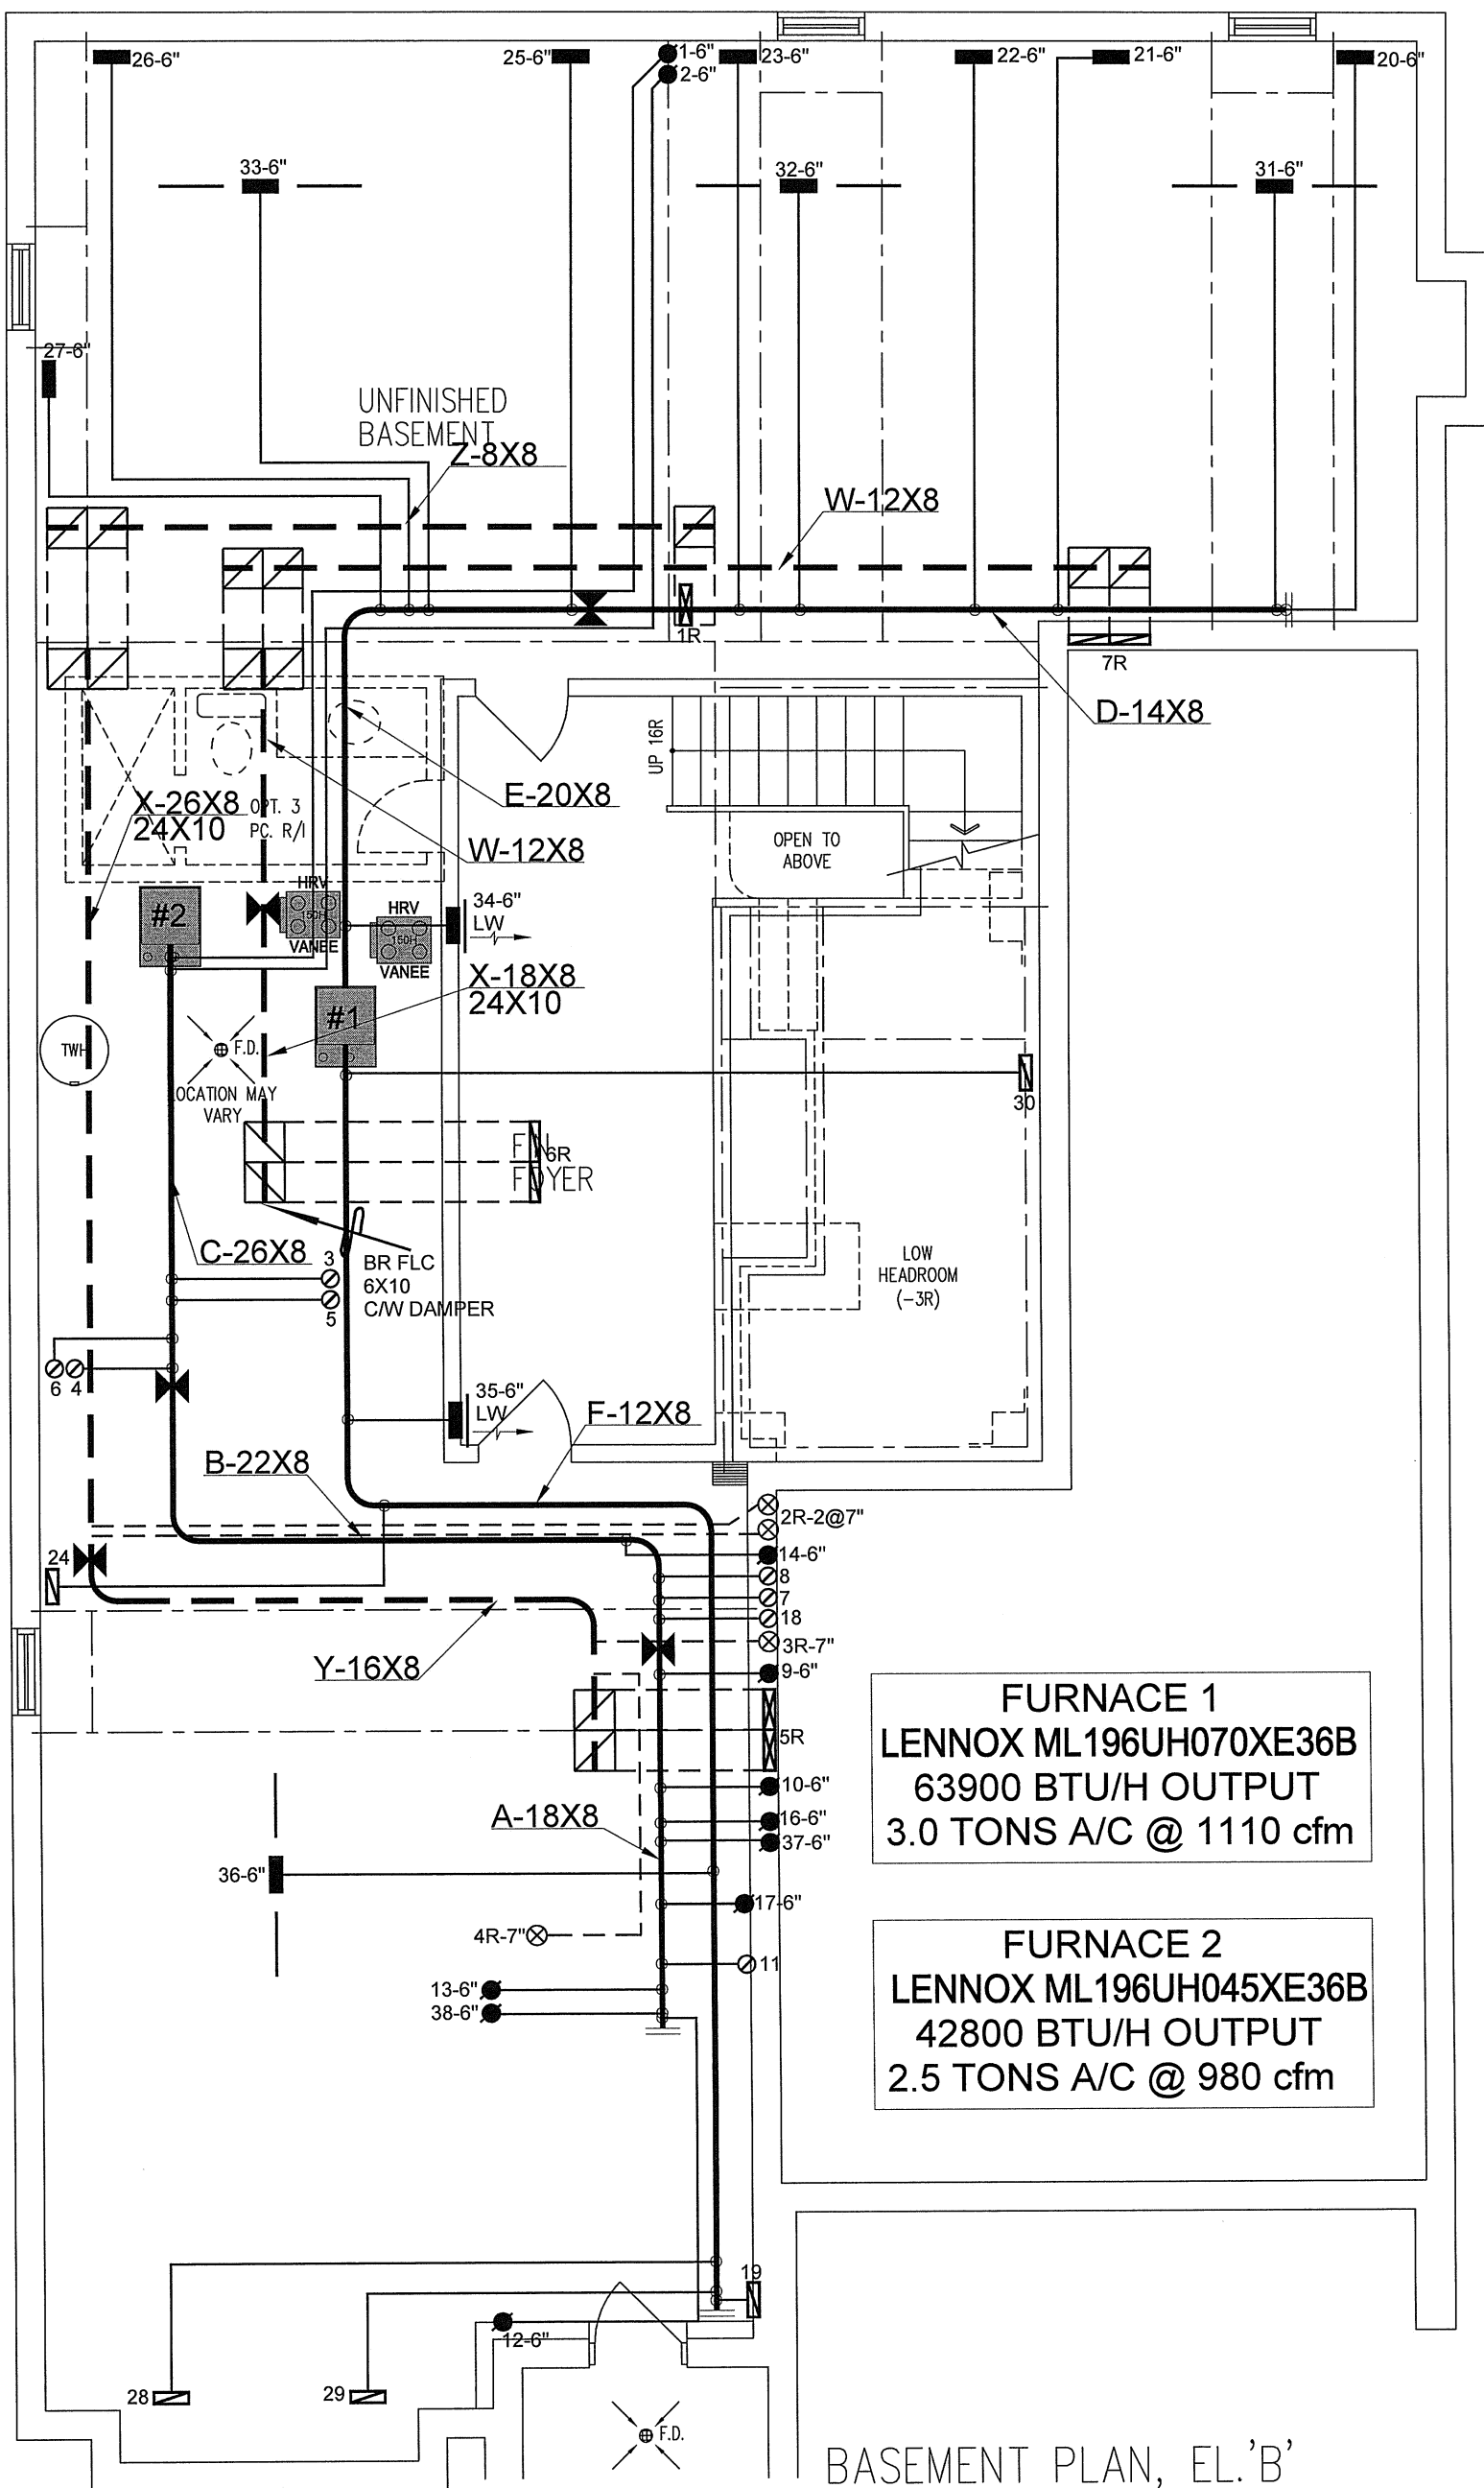 26-6"
25-6"
1-6"
2-6"
23-6"
22-6"
21-6"
20-6"
33-6"
32-6"
31-6"
27-6"
UNFINISHED
BASEMENT
Z-8X8
W-12X8
1R
7R
D-14X8
UP 16R
E-20X8
X-26X8
24X10
OPT. 3
PC. R/I
W-12X8
OPEN TO
ABOVE
#2
HRV
150H
VANEE
HRV
150H
VANEE
34-6"
LW
X-18X8
24X10
#1
TWH
F.D.
LOCATION MAY
VARY
30
6R
FOYER
C-26X8
3
5
BR FLC
6X10
C/W DAMPER
LOW
HEADROOM
(-3R)
6 4
35-6"
LW
F-12X8
B-22X8
2R-2@7"
14-6"
24
8
7
18
3R-7"
Y-16X8
9-6"
5R
10-6"
A-18X8
16-6"
37-6"
36-6"
17-6"
4R-7"
11
13-6"
38-6"
FURNACE 1
LENNOX ML196UH070XE36B
63900 BTU/H OUTPUT
3.0 TONS A/C @ 1110 cfm
FURNACE 2
LENNOX ML196UH045XE36B
42800 BTU/H OUTPUT
2.5 TONS A/C @ 980 cfm
19
12-6"
28
29
F.D.
BASEMENT PLAN, EL.'B'